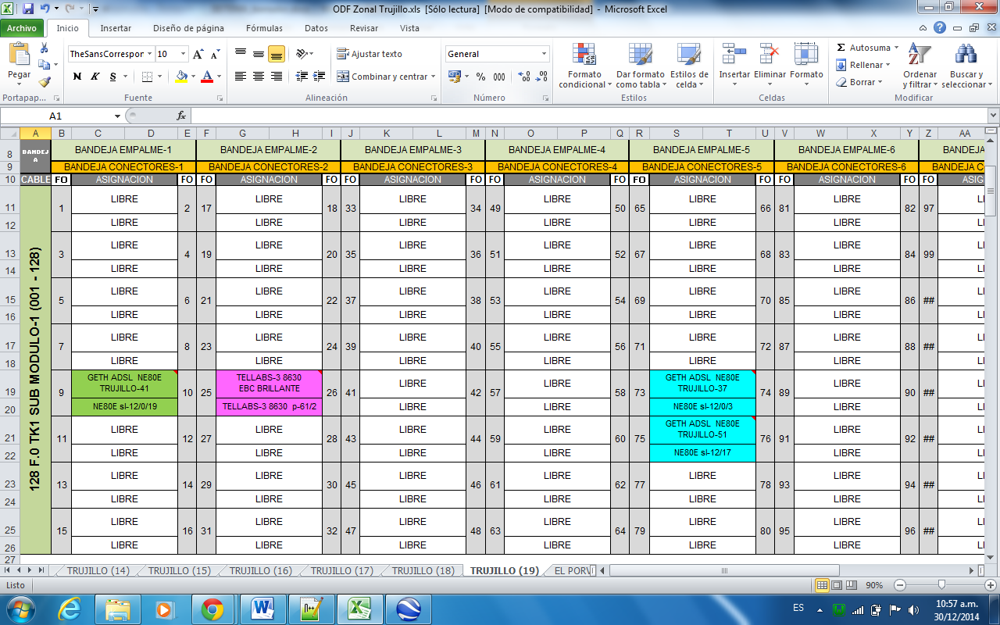 ODF Zonal Trujillo.xls [Sólo lectura] [Modo de compatibilidad] - Microsoft Excel
Archivo Inicio Insertar Diseño de página Fórmulas Datos Revisar Vista
Pegar
TheSansCorrespor 10
N K S
Ajustar texto
Combinar y centrar
General
% 000
Formato condicional
Dar formato como tabla
Estilos de celda
Insertar Eliminar Formato
Autosuma
Rellenar
Borrar
Ordenar y filtrar
Buscar y seleccionar
Portapap... Fuente Alineación Número Estilos Celdas Modificar
A1 fx
A B C D E F G H I J K L M N O P Q R S T U V W X Y Z AA
8 BANDEJA BANDEJA EMPALME-1 BANDEJA EMPALME-2 BANDEJA EMPALME-3 BANDEJA EMPALME-4 BANDEJA EMPALME-5 BANDEJA EMPALME-6 BANDEJA
9 BANDEJA CONECTORES-1 BANDEJA CONECTORES-2 BANDEJA CONECTORES-3 BANDEJA CONECTORES-4 BANDEJA CONECTORES-5 BANDEJA CONECTORES-6 BANDEJA C
10 CABLE FO ASIGNACION FO FO ASIGNACION FO FO ASIGNACION FO FO ASIGNACION FO FO ASIGNACION FO FO ASIGNACION FO FO ASIG
128 F.0 TK1 SUB MODULO-1 (001 - 128)
11 1 LIBRE 2 17 LIBRE 18 33 LIBRE 34 49 LIBRE 50 65 LIBRE 66 81 LIBRE 82 97 LI
12 LIBRE LIBRE LIBRE LIBRE LIBRE LIBRE LI
13 3 LIBRE 4 19 LIBRE 20 35 LIBRE 36 51 LIBRE 52 67 LIBRE 68 83 LIBRE 84 99 LI
14 LIBRE LIBRE LIBRE LIBRE LIBRE LIBRE LI
15 5 LIBRE 6 21 LIBRE 22 37 LIBRE 38 53 LIBRE 54 69 LIBRE 70 85 LIBRE 86 ## LI
16 LIBRE LIBRE LIBRE LIBRE LIBRE LIBRE LI
17 7 LIBRE 8 23 LIBRE 24 39 LIBRE 40 55 LIBRE 56 71 LIBRE 72 87 LIBRE 88 ## LI
18 LIBRE LIBRE LIBRE LIBRE LIBRE LIBRE LI
19 9 GETH ADSL NE80E TRUJILLO-41 10 25 TELLABS-3 8630 EBC BRILLANTE 26 41 LIBRE 42 57 LIBRE 58 73 GETH ADSL NE80E TRUJILLO-37 74 89 LIBRE 90 ## LI
20 NE80E sl-12/0/19 TELLABS-3 8630 p-61/2 LIBRE LIBRE NE80E sl-12/0/3 LIBRE LI
21 11 LIBRE 12 27 LIBRE 28 43 LIBRE 44 59 LIBRE 60 75 GETH ADSL NE80E TRUJILLO-51 76 91 LIBRE 92 ## LI
22 LIBRE LIBRE LIBRE LIBRE NE80E sl-12/17 LIBRE LI
23 13 LIBRE 14 29 LIBRE 30 45 LIBRE 46 61 LIBRE 62 77 LIBRE 78 93 LIBRE 94 ## LI
24 LIBRE LIBRE LIBRE LIBRE LIBRE LIBRE LI
25 15 LIBRE 16 31 LIBRE 32 47 LIBRE 48 63 LIBRE 64 79 LIBRE 80 95 LIBRE 96 ## LI
26 LIBRE LIBRE LIBRE LIBRE LIBRE LIBRE LI
27
TRUJILLO (14) TRUJILLO (15) TRUJILLO (16) TRUJILLO (17) TRUJILLO (18) TRUJILLO (19) EL PORV
Listo 90%
ES 10:57 a.m.
30/12/2014